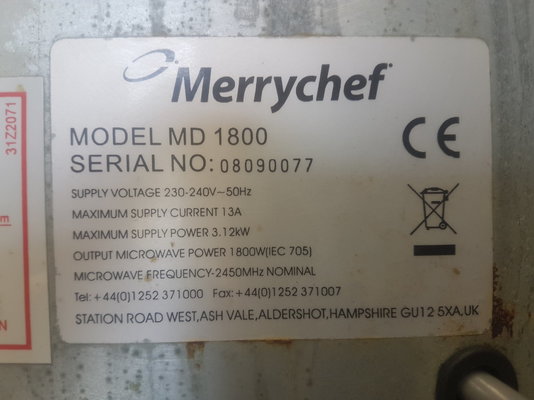 Merrychef
MODEL MD 1800
SERIAL NO: 08090077
SUPPLY VOLTAGE 230-240V~50Hz
MAXIMUM SUPPLY CURRENT 13A
MAXIMUM SUPPLY POWER 3.12kW
OUTPUT MICROWAVE POWER 1800W(IEC 705)
MICROWAVE FREQUENCY-2450MHz NOMINAL
Tel:+44(0)1252 371000 Fax:+44(0)1252 371007
STATION ROAD WEST,ASH VALE,ALDERSHOT,HAMPSHIRE GU12 5XA,UK
CE
31Z2071